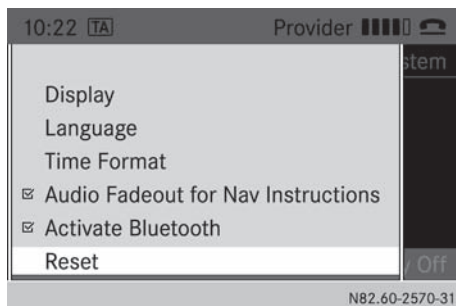 10:22 TA Provider
stem
Display
Language
Time Format
Audio Fadeout for Nav Instructions
Activate Bluetooth
Reset
Off
N82.60-2570-31